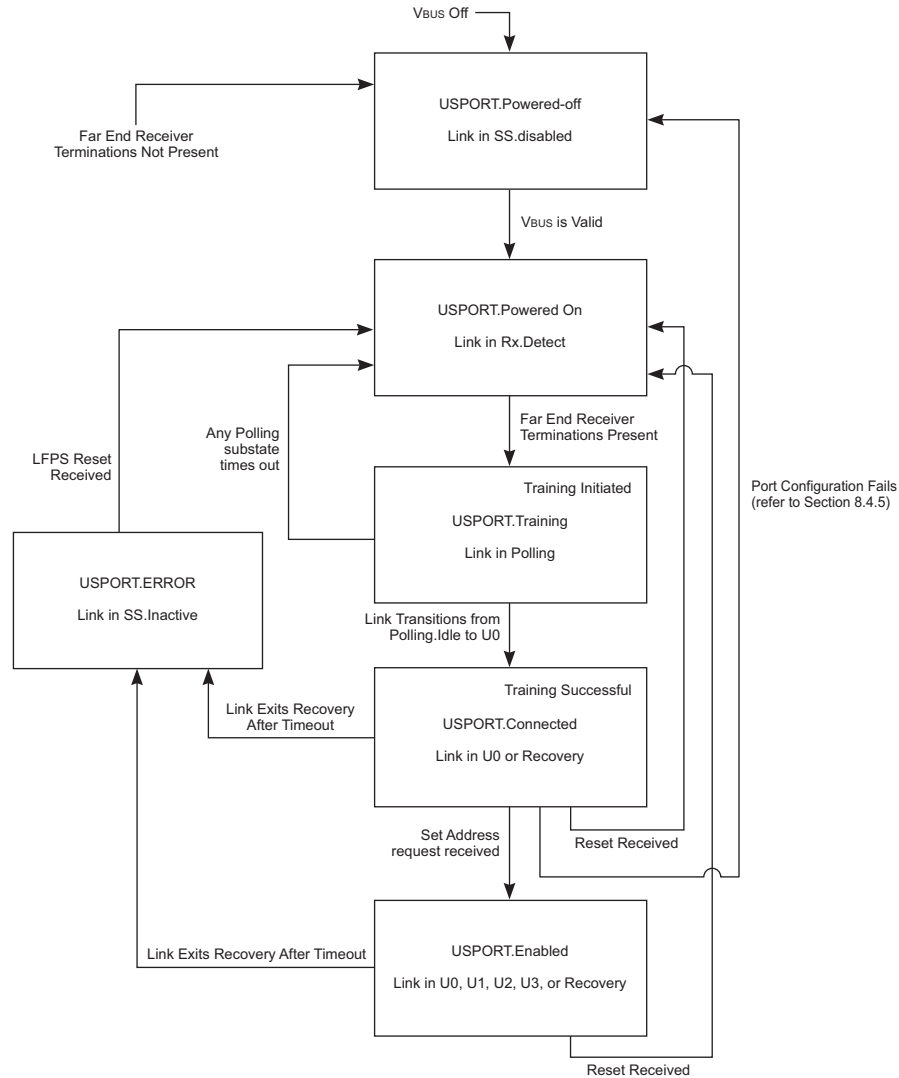 VBUS Off
USPORT.Powered-off
Link in SS.disabled
Far End Receiver
Terminations Not Present
VBUS is Valid
USPORT.Powered On
Link in Rx.Detect
Far End Receiver
Terminations Present
Any Polling
substate
times out
LFPS Reset
Received
Training Initiated
USPORT.Training
Link in Polling
Port Configuration Fails
(refer to Section 8.4.5)
USPORT.ERROR
Link in SS.Inactive
Link Transitions from
Polling.Idle to U0
Training Successful
USPORT.Connected
Link in U0 or Recovery
Link Exits Recovery
After Timeout
Set Address
request received
Reset Received
USPORT.Enabled
Link in U0, U1, U2, U3, or Recovery
Link Exits Recovery After Timeout
Reset Received